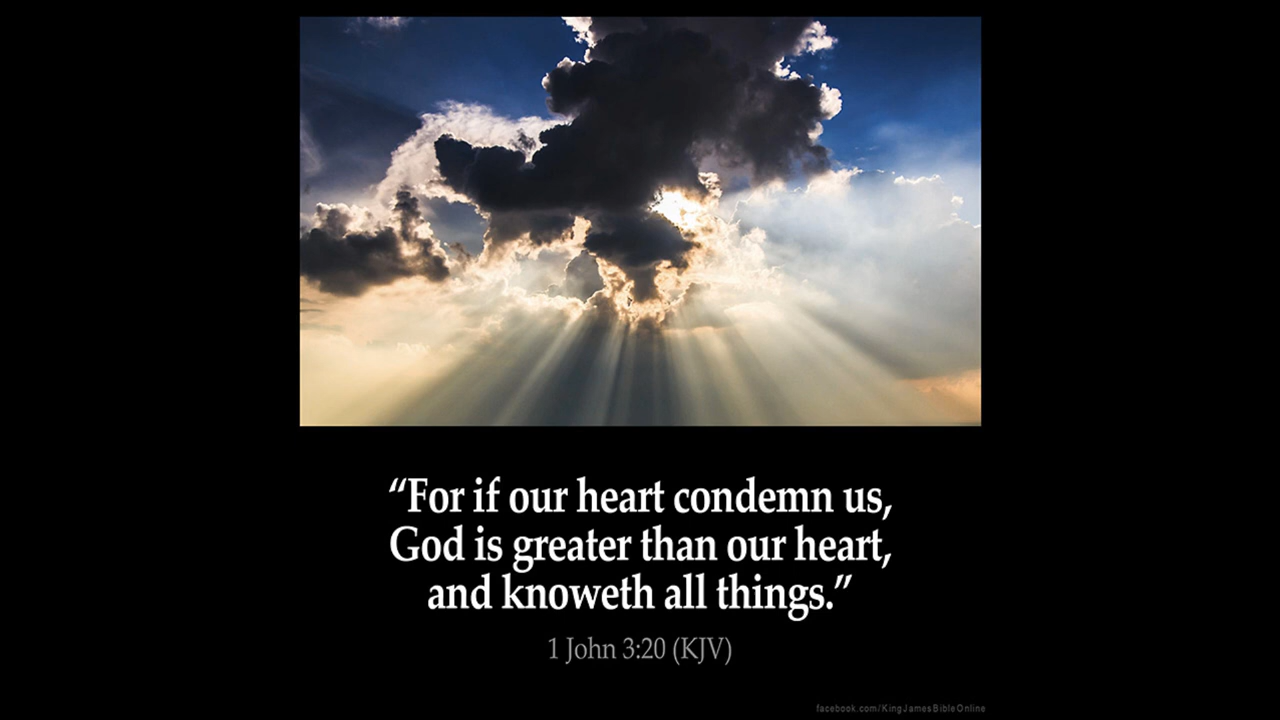 “For if our heart condemn us,
God is greater than our heart,
and knoweth all things.”
1 John 3:20 (KJV)
facebook.com/KingJamesBibleOnline